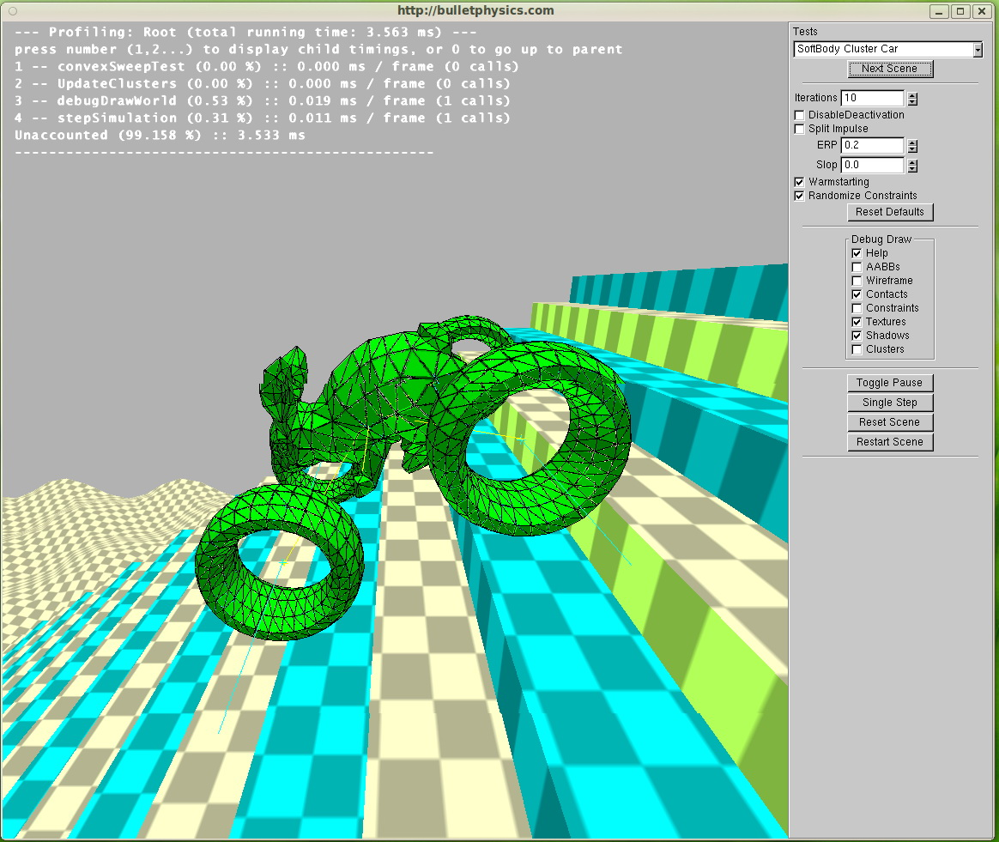 http://bulletphysics.com
--- Profiling: Root (total running time: 3.563 ms) ---
press number (1,2...) to display child timings, or 0 to go up to parent
1 -- convexSweepTest (0.00 %) :: 0.000 ms / frame (0 calls)
2 -- UpdateClusters (0.00 %) :: 0.000 ms / frame (0 calls)
3 -- debugDrawWorld (0.53 %) :: 0.019 ms / frame (1 calls)
4 -- stepSimulation (0.31 %) :: 0.011 ms / frame (1 calls)
Unaccounted (99.158 %) :: 3.533 ms
-------------------------------------------------
Tests
SoftBody Cluster Car
Next Scene
Iterations 10
DisableDeactivation
Split Impulse
ERP 0.2
Slop 0.0
Warmstarting
Randomize Constraints
Reset Defaults
Debug Draw
Help
AABBs
Wireframe
Contacts
Constraints
Textures
Shadows
Clusters
Toggle Pause
Single Step
Reset Scene
Restart Scene